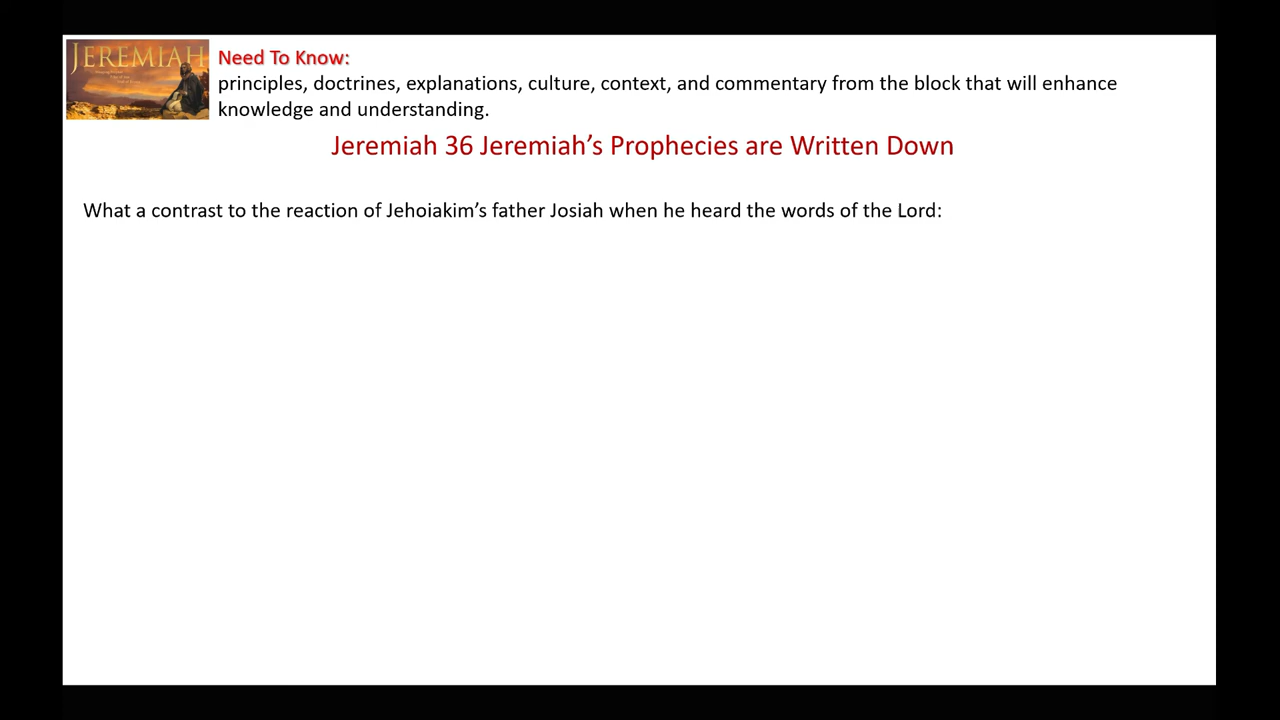 JEREMIAH
Need To Know:
principles, doctrines, explanations, culture, context, and commentary from the block that will enhance
knowledge and understanding.
Jeremiah 36 Jeremiah’s Prophecies are Written Down
What a contrast to the reaction of Jehoiakim’s father Josiah when he heard the words of the Lord: